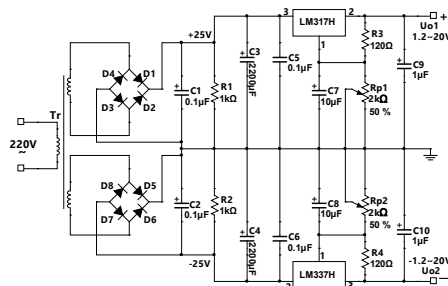 3
LM317H
2
Uo1 +
1.2~20V
+25V
1
R3
120Ω
C3
2200μF
C5
0.1μF
D4
D1
D3
D2
C1
0.1μF
R1
1kΩ
C7
10μF
Rp1
2kΩ
50 %
C9
1μF
Tr
220V
~
D8
D5
D7
D6
C2
0.1μF
R2
1kΩ
C4
2200μF
C6
0.1μF
C8
10μF
Rp2
2kΩ
50 %
C10
1μF
1
R4
120Ω
-25V
LM337H
-1.2~20V
Uo2 —